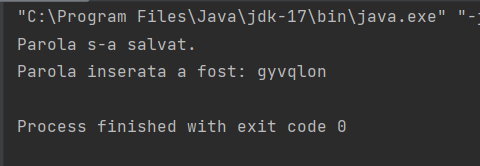 "C:\Program Files\Java\jdk-17\bin\java.exe" "-j
Parola s-a salvat.
Parola inserata a fost: gyvqlon
Process finished with exit code 0